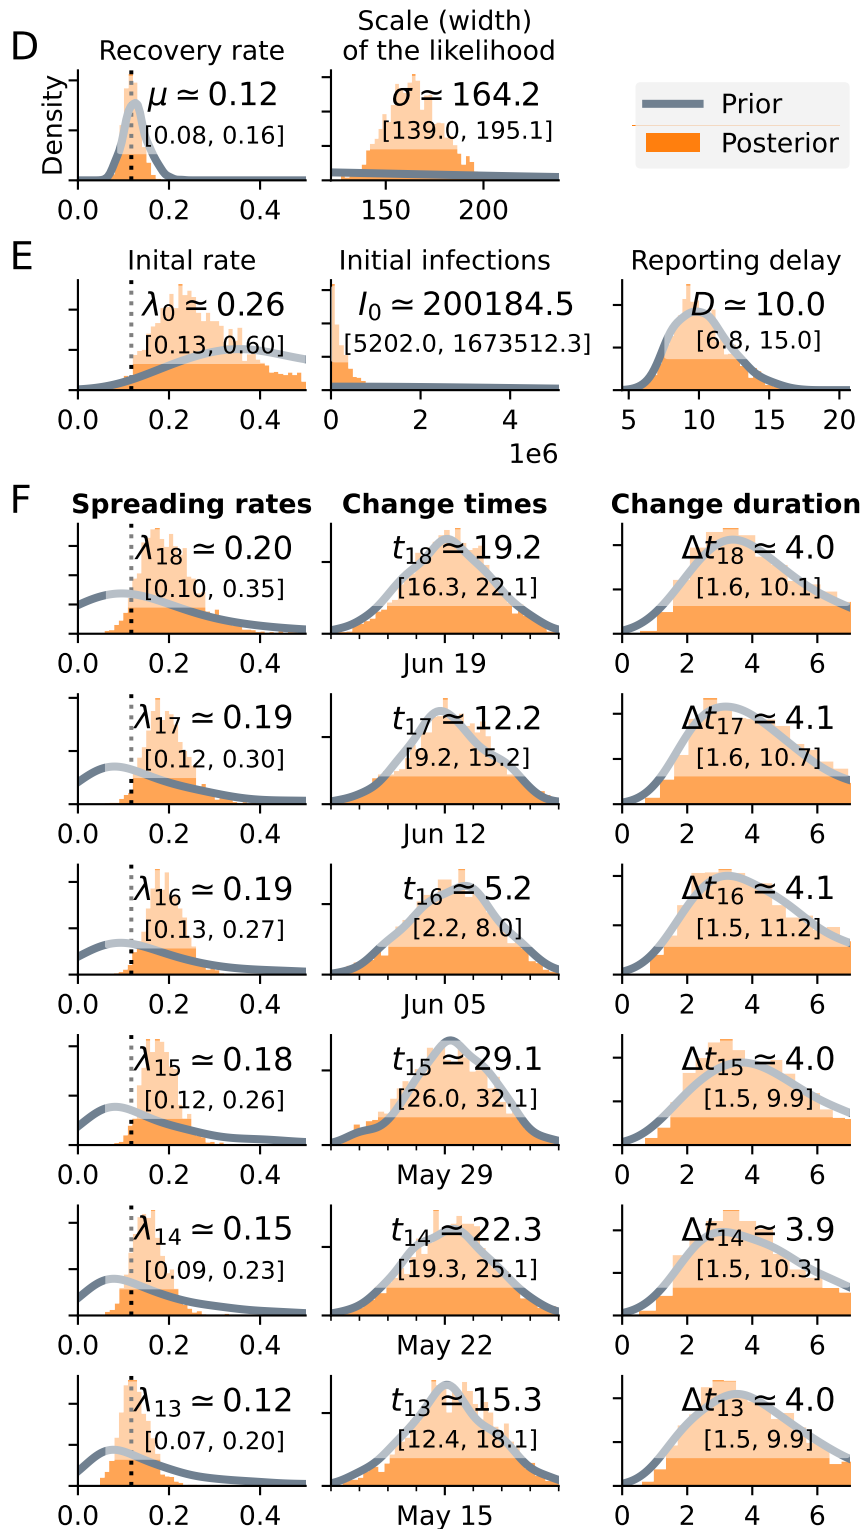 D
Recovery rate
Scale (width)
of the likelihood
Density
μ ≃ 0.12
[0.08, 0.16]
0.0 0.2 0.4
σ ≃ 164.2
[139.0, 195.1]
150 200
Prior
Posterior
E
Inital rate
λ0 ≃ 0.26
[0.13, 0.60]
0.0 0.2 0.4
Initial infections
I0 ≃ 200184.5
[5202.0, 1673512.3]
0 2 4
1e6
Reporting delay
D ≃ 10.0
[6.8, 15.0]
5 10 15 20
F
Spreading rates Change times Change duration
λ18 ≃ 0.20 t18 ≃ 19.2 Δt18 ≃ 4.0
[0.10, 0.35] [16.3, 22.1] [1.6, 10.1]
0.0 0.2 0.4 Jun 19 0 2 4 6
λ17 ≃ 0.19 t17 ≃ 12.2 Δt17 ≃ 4.1
[0.12, 0.30] [9.2, 15.2] [1.6, 10.7]
0.0 0.2 0.4 Jun 12 0 2 4 6
λ16 ≃ 0.19 t16 ≃ 5.2 Δt16 ≃ 4.1
[0.13, 0.27] [2.2, 8.0] [1.5, 11.2]
0.0 0.2 0.4 Jun 05 0 2 4 6
λ15 ≃ 0.18 t15 ≃ 29.1 Δt15 ≃ 4.0
[0.12, 0.26] [26.0, 32.1] [1.5, 9.9]
0.0 0.2 0.4 May 29 0 2 4 6
λ14 ≃ 0.15 t14 ≃ 22.3 Δt14 ≃ 3.9
[0.09, 0.23] [19.3, 25.1] [1.5, 10.3]
0.0 0.2 0.4 May 22 0 2 4 6
λ13 ≃ 0.12 t13 ≃ 15.3 Δt13 ≃ 4.0
[0.07, 0.20] [12.4, 18.1] [1.5, 9.9]
0.0 0.2 0.4 May 15 0 2 4 6